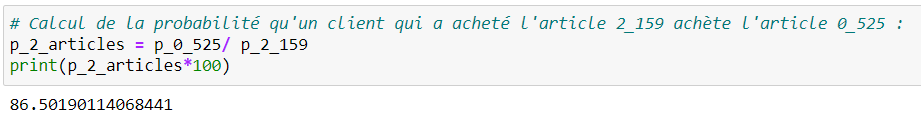 # Calcul de la probabilité qu'un client qui a acheté l'article 2_159 achète l'article 0_525 :
p_2_articles = p_0_525/ p_2_159
print(p_2_articles*100)
86.50190114068441